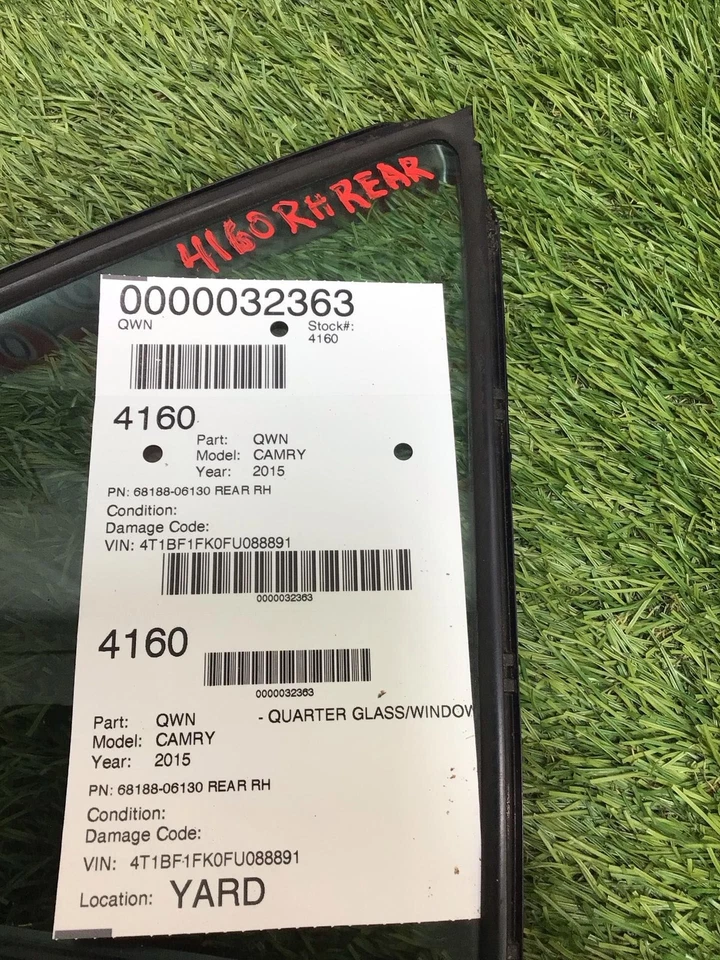 4160 RH REAR
0000032363
QWN
Stock#:
4160
4160
Part: QWN
Model: CAMRY
Year: 2015
PN: 68188-06130 REAR RH
Condition:
Damage Code:
VIN: 4T1BF1FK0FU088891
0000032363
4160
0000032363
Part: QWN - QUARTER GLASS/WINDOW
Model: CAMRY
Year: 2015
PN: 68188-06130 REAR RH
Condition:
Damage Code:
VIN: 4T1BF1FK0FU088891
Location: YARD